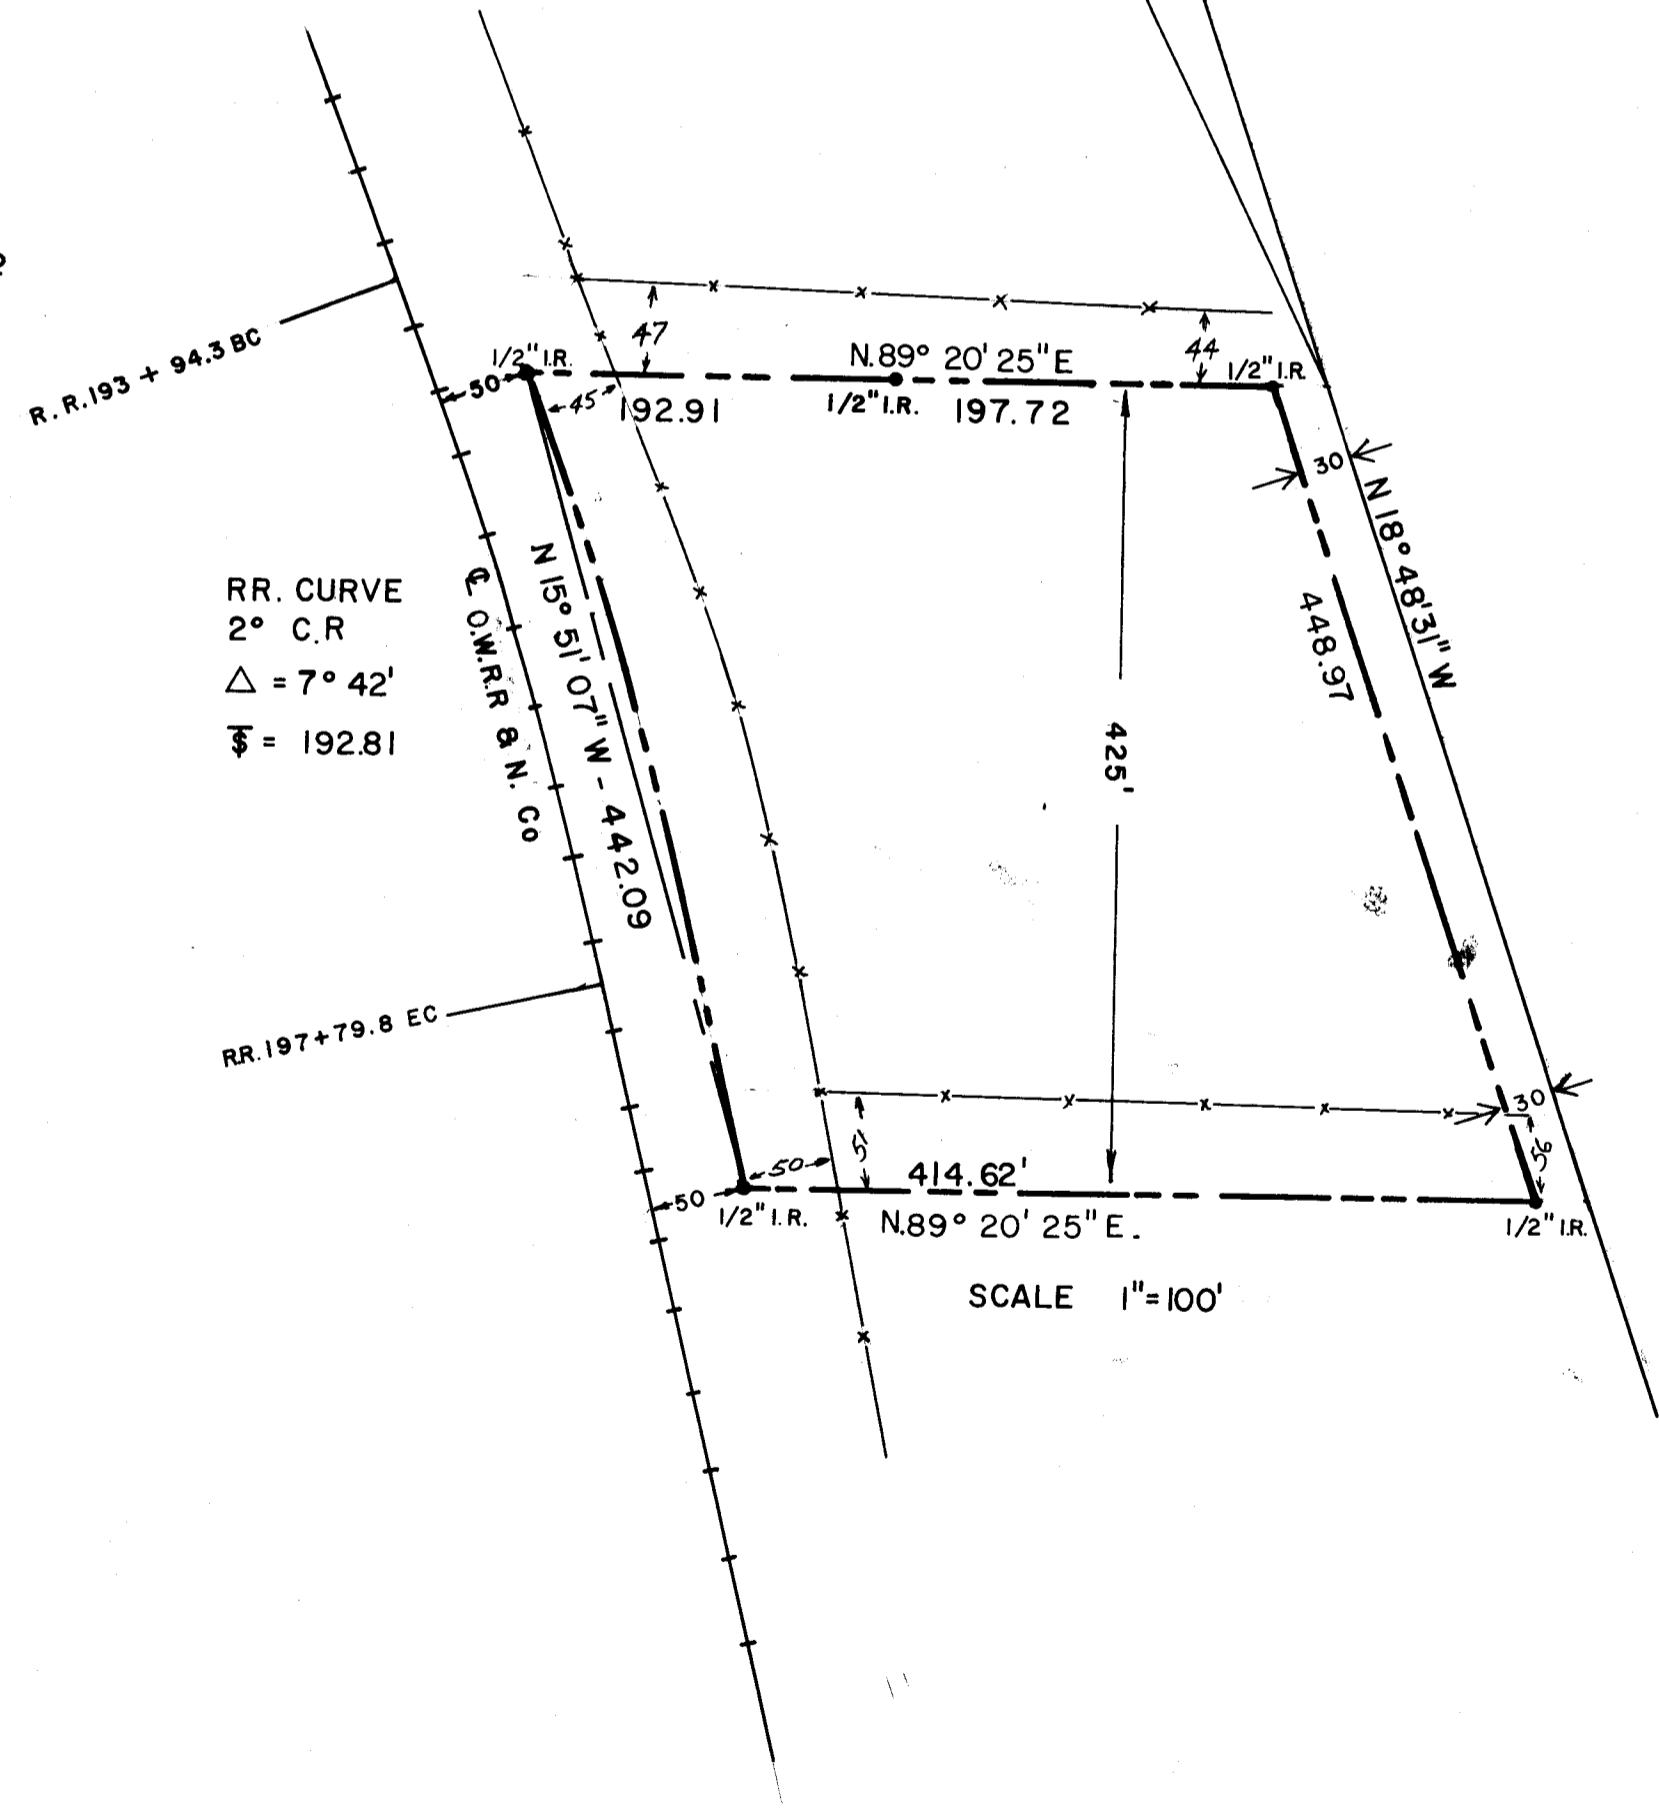 R.R.193 + 94.3 BC
47
1/2" I.R.
50
45
192.91
N.89° 20' 25" E
1/2" I.R.
197.72
44
1/2" I.R.
30
N 18° 48' 31" W
448.97
425'
RR. CURVE
2° C.R
△ = 7° 42'
= 192.81
℄ O.W.R.R & N. Co
N 15° 51' 07" W - 442.09
RR.197+79.8 EC
30
56
51
50
50
414.62'
1/2" I.R.
N.89° 20' 25" E.
1/2" I.R.
SCALE 1"=100'